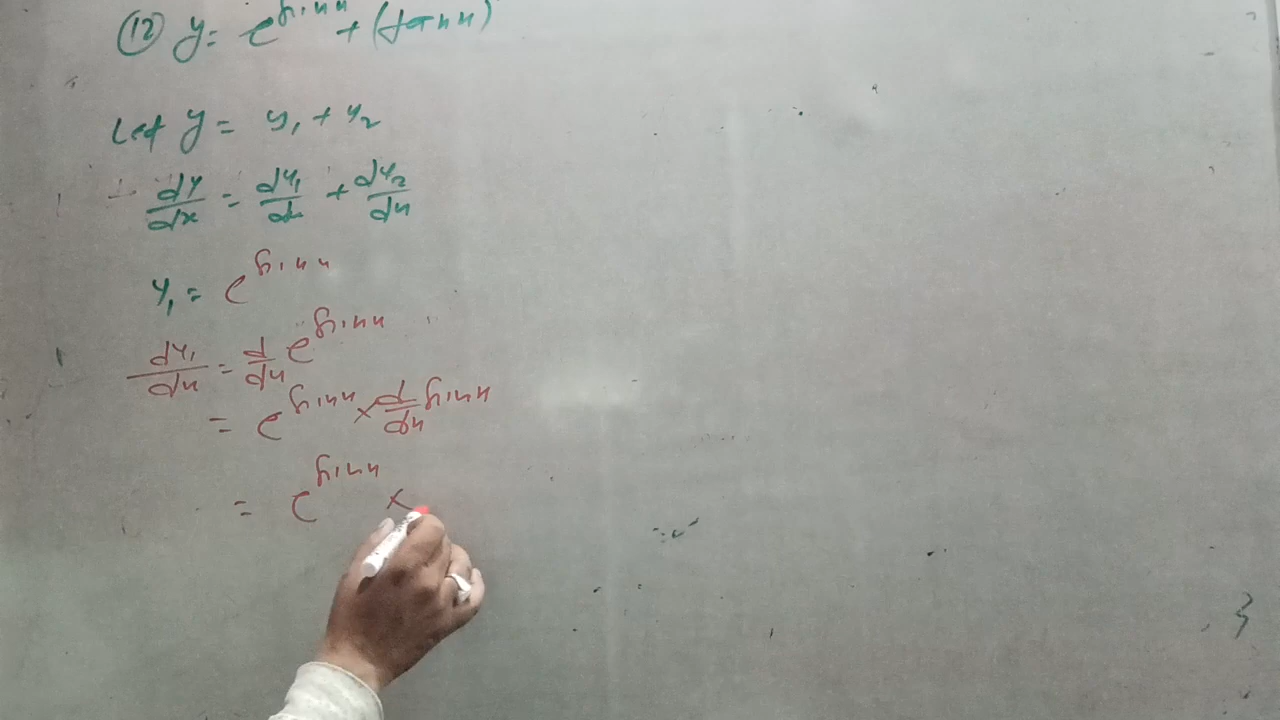 (12) y = e^sinx + (tanx)
Let y = y₁ + y₂
dy/dx = dy₁/dx + dy₂/dx
y₁ = e^sinx
dy₁/dx = d/dx e^sinx
= e^sinx × d/dx sinx
= e^sinx ×